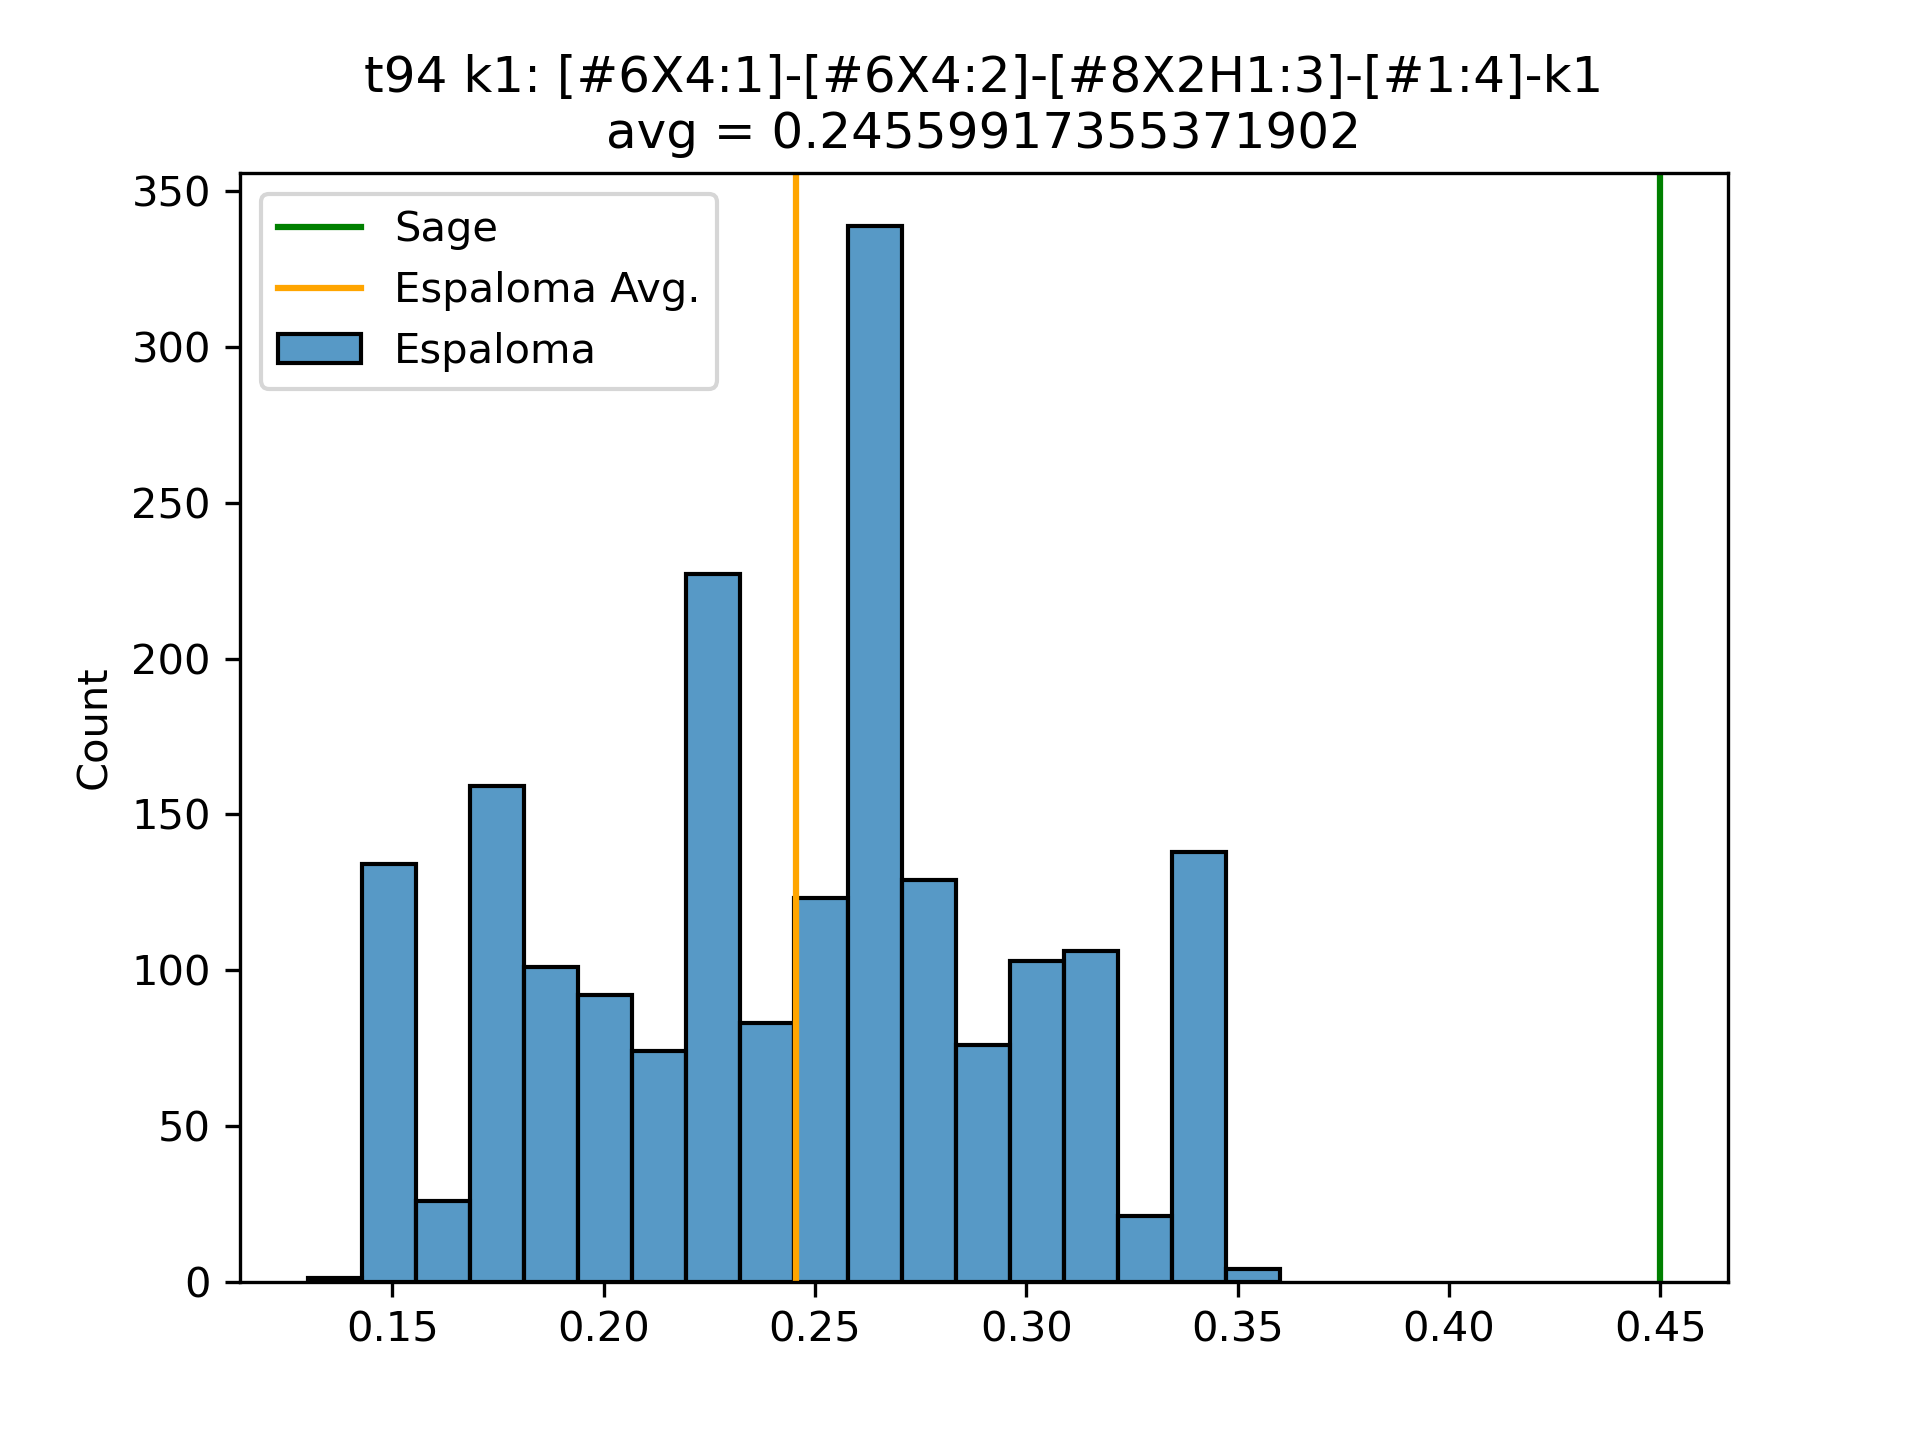 t94 k1: [#6X4:1]-[#6X4:2]-[#8X2H1:3]-[#1:4]-k1
avg = 0.24559917355371902
Sage
Espaloma Avg.
Espaloma
Count
350
300
250
200
150
100
50
0
0.15 0.20 0.25 0.30 0.35 0.40 0.45